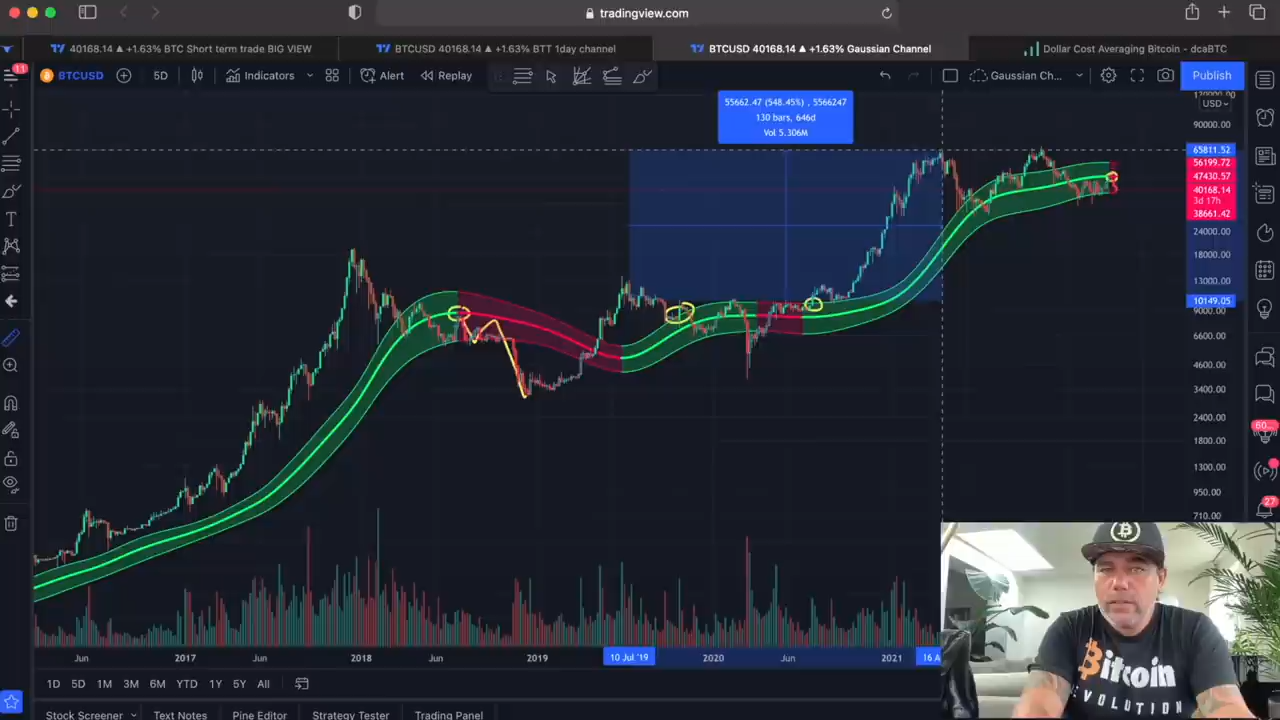 tradingview.com
40168.14 ▲ +1.63% BTC Short term trade BIG VIEW
BTCUSD 40168.14 ▲ +1.63% BTT 1day channel
BTCUSD 40168.14 ▲ +1.63% Gaussian Channel
Dollar Cost Averaging Bitcoin - dcaBTC
11
BTCUSD
5D
Indicators
Alert
Replay
Gaussian Ch...
Publish
USD
55662.47 (548.45%) , 5566247
130 bars, 646d
Vol 5.306M
120000.00
90000.00
65811.52
56199.72
47430.57
40168.14
3d 17h
38661.42
24000.00
18000.00
13000.00
10149.05
9000.00
6600.00
4600.00
3400.00
2400.00
1800.00
1300.00
950.00
710.00
60...
27
Jun
2017
Jun
2018
Jun
2019
10 Jul '19
2020
Jun
2021
16 A
1D
5D
1M
3M
6M
YTD
1Y
5Y
All
Stock Screener
Text Notes
Pine Editor
Strategy Tester
Trading Panel
Bitcoin
EVOLUTION